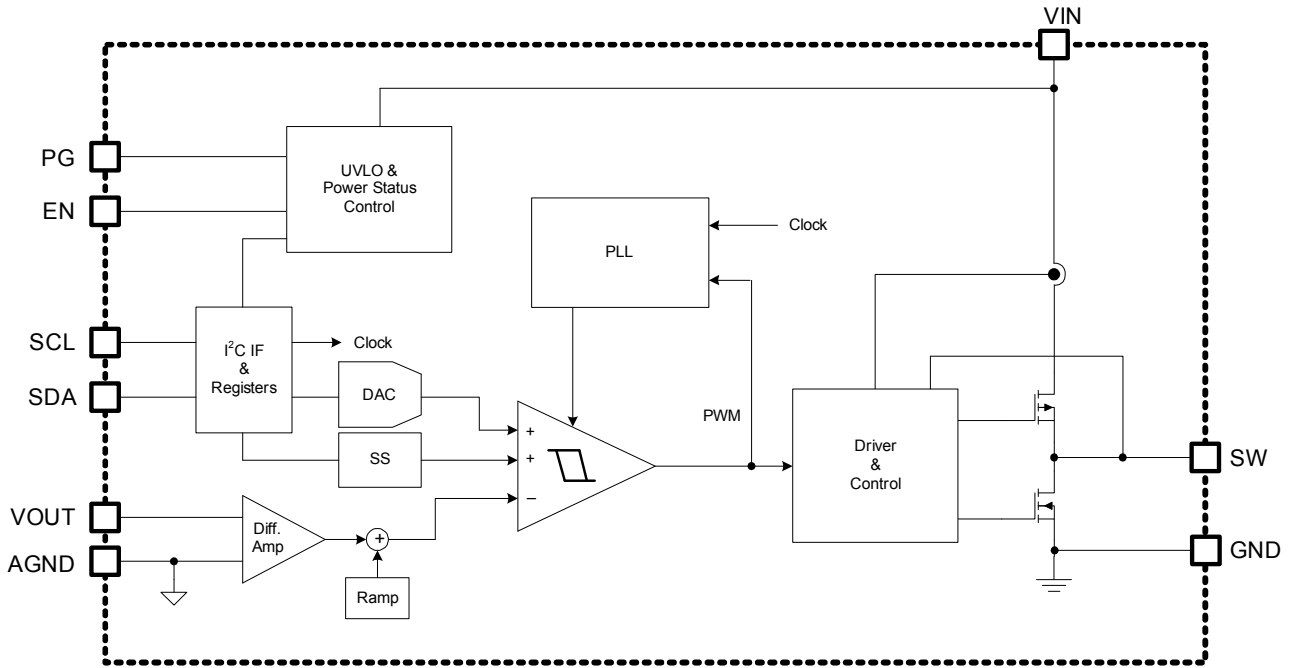 VIN
PG
EN
UVLO &
Power Status
Control
PLL
Clock
SCL
SDA
I²C IF
&
Registers
Clock
DAC
SS
+
+
–
PWM
Driver
&
Control
SW
GND
VOUT
AGND
Diff.
Amp
+
Ramp